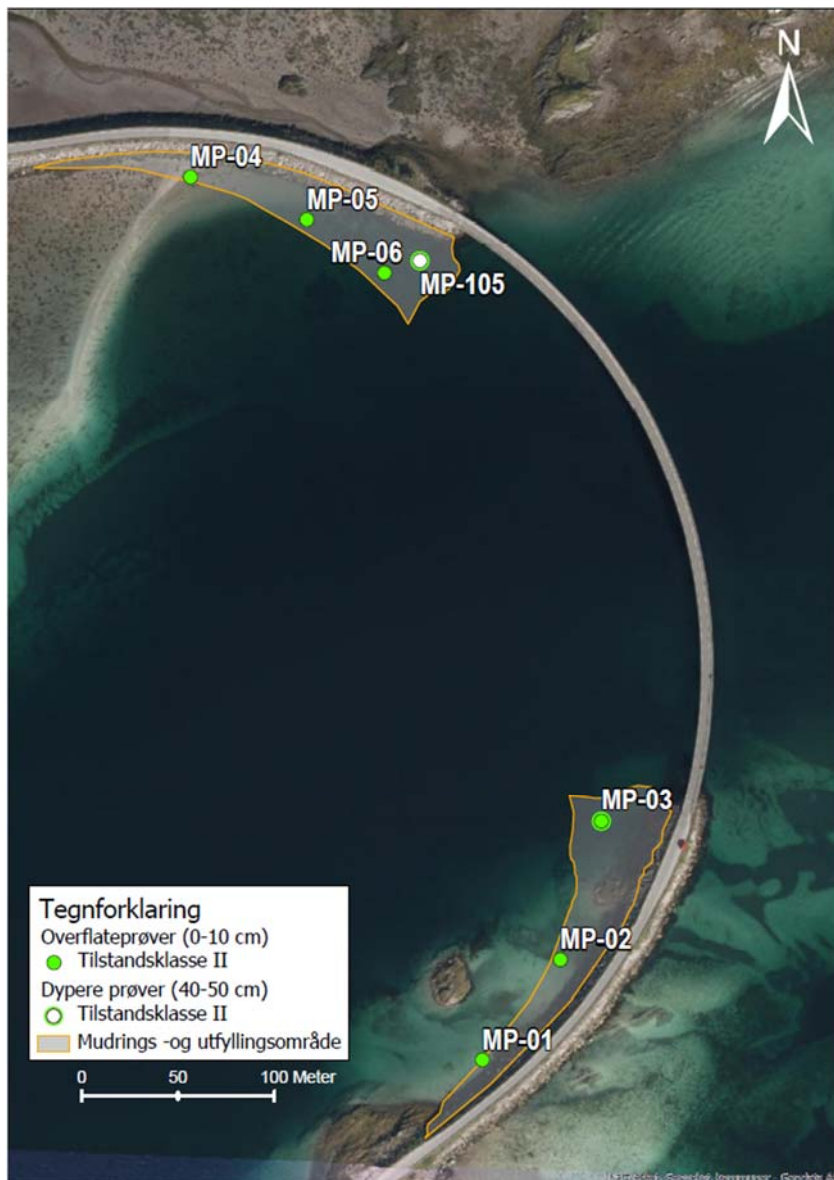 N
MP-04
MP-05
MP-06
MP-105
MP-03
MP-02
MP-01
Tegnforklaring
Overflateprøver (0-10 cm)
Tilstandsklasse II
Dypere prøver (40-50 cm)
Tilstandsklasse II
Mudrings -og utfyllingsområde
0 50 100 Meter